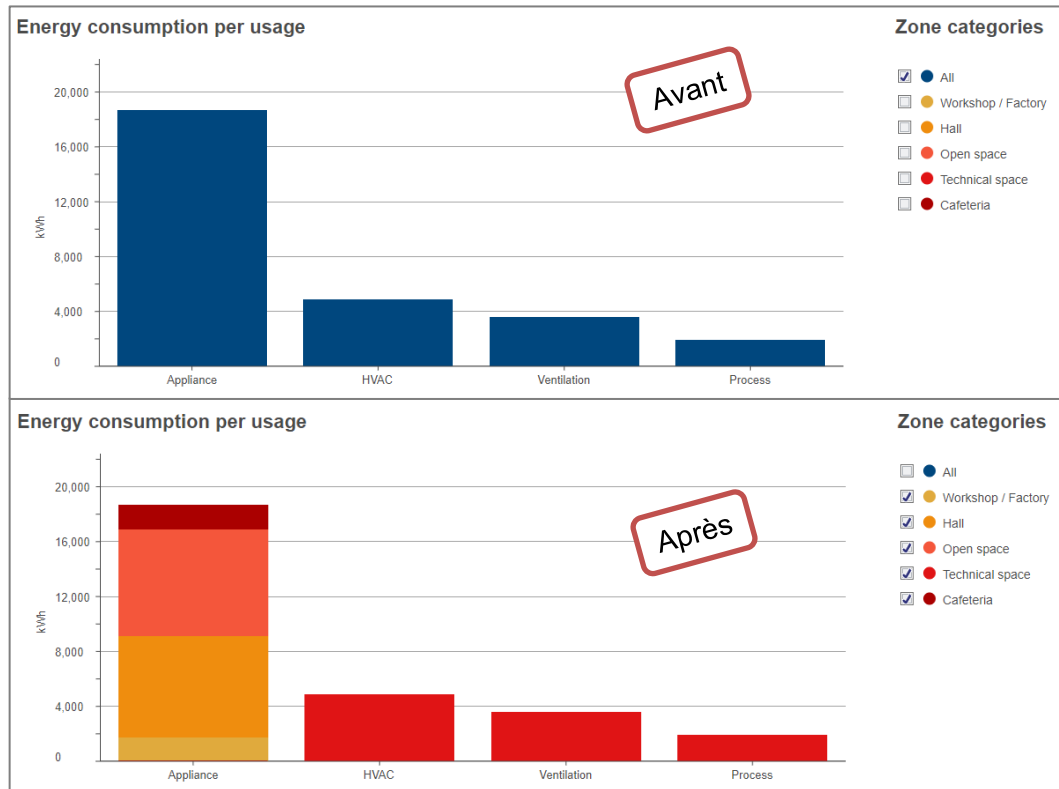 Energy consumption per usage
Zone categories
Avant
All
Workshop / Factory
Hall
Open space
Technical space
Cafeteria
20,000
16,000
12,000
8,000
4,000
0
kWh
Appliance
HVAC
Ventilation
Process
Energy consumption per usage
Zone categories
Après
All
Workshop / Factory
Hall
Open space
Technical space
Cafeteria
20,000
16,000
12,000
8,000
4,000
0
kWh
Appliance
HVAC
Ventilation
Process